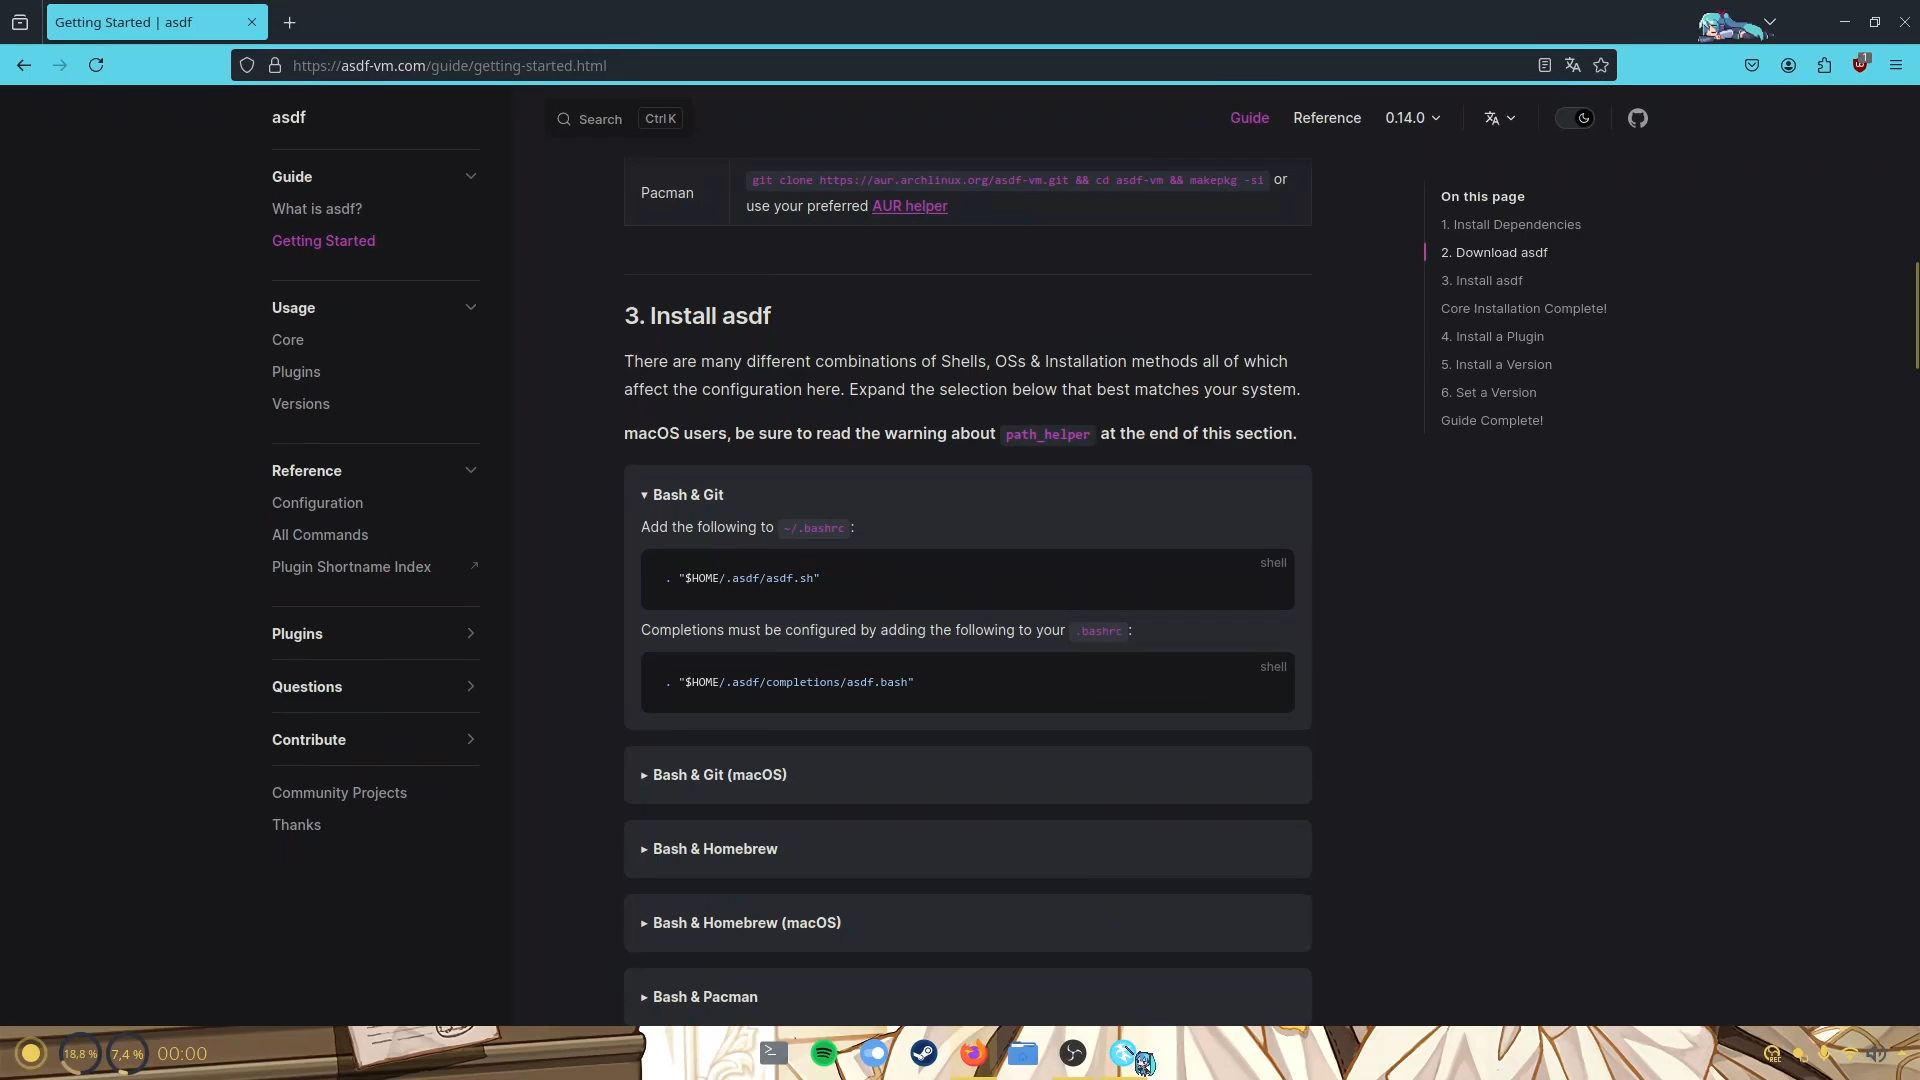 Getting Started | asdf
https://asdf-vm.com/guide/getting-started.html
1
asdf
Guide
What is asdf?
Getting Started
Usage
Core
Plugins
Versions
Reference
Configuration
All Commands
Plugin Shortname Index
Plugins
Questions
Contribute
Community Projects
Thanks
Search Ctrl K
Guide Reference 0.14.0
Pacman
git clone https://aur.archlinux.org/asdf-vm.git && cd asdf-vm && makepkg -si or
use your preferred AUR helper
3. Install asdf
There are many different combinations of Shells, OSs & Installation methods all of which
affect the configuration here. Expand the selection below that best matches your system.
macOS users, be sure to read the warning about path_helper at the end of this section.
▾ Bash & Git
Add the following to ~/.bashrc:
shell
. "$HOME/.asdf/asdf.sh"
Completions must be configured by adding the following to your .bashrc:
shell
. "$HOME/.asdf/completions/asdf.bash"
▸ Bash & Git (macOS)
▸ Bash & Homebrew
▸ Bash & Homebrew (macOS)
▸ Bash & Pacman
On this page
1. Install Dependencies
2. Download asdf
3. Install asdf
Core Installation Complete!
4. Install a Plugin
5. Install a Version
6. Set a Version
Guide Complete!
18,8 % 7,4 % 00:00
REC